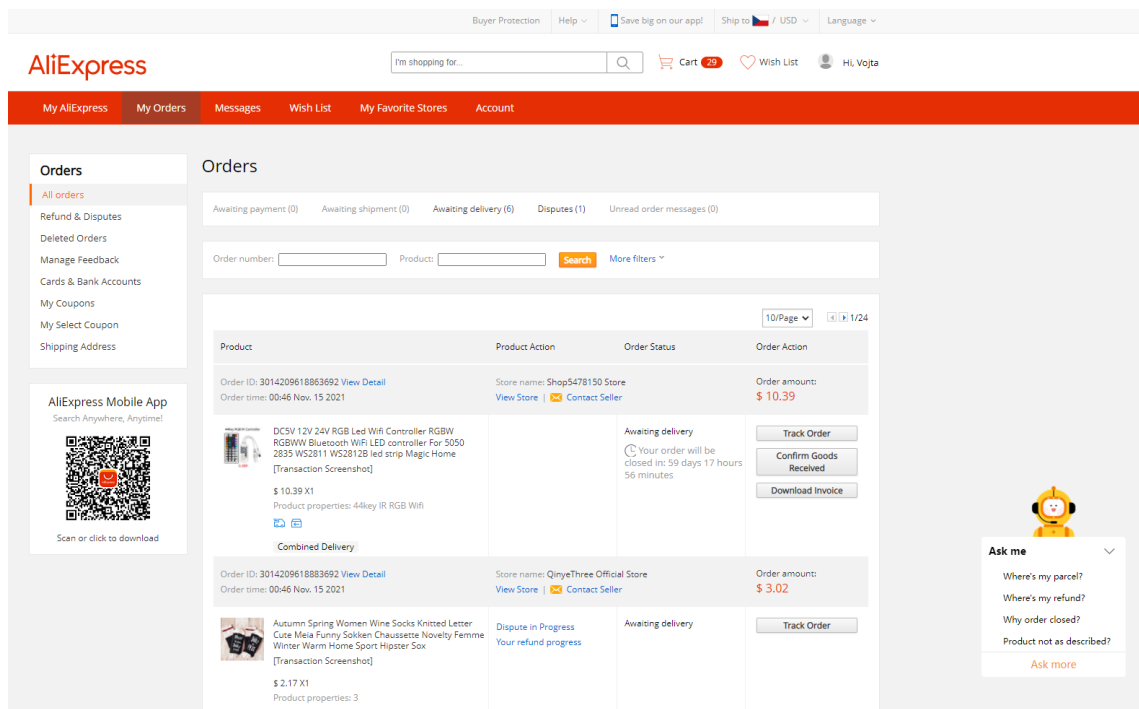 Buyer Protection Help Save big on our app! Ship to / USD Language
AliExpress
I'm shopping for...
Cart 29 Wish List Hi, Vojta
My AliExpress My Orders Messages Wish List My Favorite Stores Account
Orders
All orders
Refund & Disputes
Deleted Orders
Manage Feedback
Cards & Bank Accounts
My Coupons
My Select Coupon
Shipping Address
AliExpress Mobile App
Search Anywhere, Anytime!
Scan or click to download
Orders
Awaiting payment (0) Awaiting shipment (0) Awaiting delivery (6) Disputes (1) Unread order messages (0)
Order number: Product: Search More filters
10/Page 1/24
Product Product Action Order Status Order Action
Order ID: 3014209618863692 View Detail
Order time: 00:46 Nov. 15 2021
Store name: Shop5478150 Store
View Store | Contact Seller
Order amount:
$ 10.39
DC5V 12V 24V RGB Led Wifi Controller RGBW
RGBWW Bluetooth WiFi LED controller For 5050
2835 WS2811 WS2812B led strip Magic Home
[Transaction Screenshot]
$ 10.39 X1
Product properties: 44key IR RGB Wifi
Combined Delivery
Awaiting delivery
Your order will be
closed in: 59 days 17 hours
56 minutes
Track Order
Confirm Goods
Received
Download Invoice
Order ID: 3014209618883692 View Detail
Order time: 00:46 Nov. 15 2021
Store name: QinyeThree Official Store
View Store | Contact Seller
Order amount:
$ 3.02
Autumn Spring Women Wine Socks Knitted Letter
Cute Meia Funny Sokken Chaussette Novelty Femme
Winter Warm Home Sport Hipster Sox
[Transaction Screenshot]
$ 2.17 X1
Product properties: 3
Dispute in Progress
Your refund progress
Awaiting delivery
Track Order
Ask me
Where's my parcel?
Where's my refund?
Why order closed?
Product not as described?
Ask more